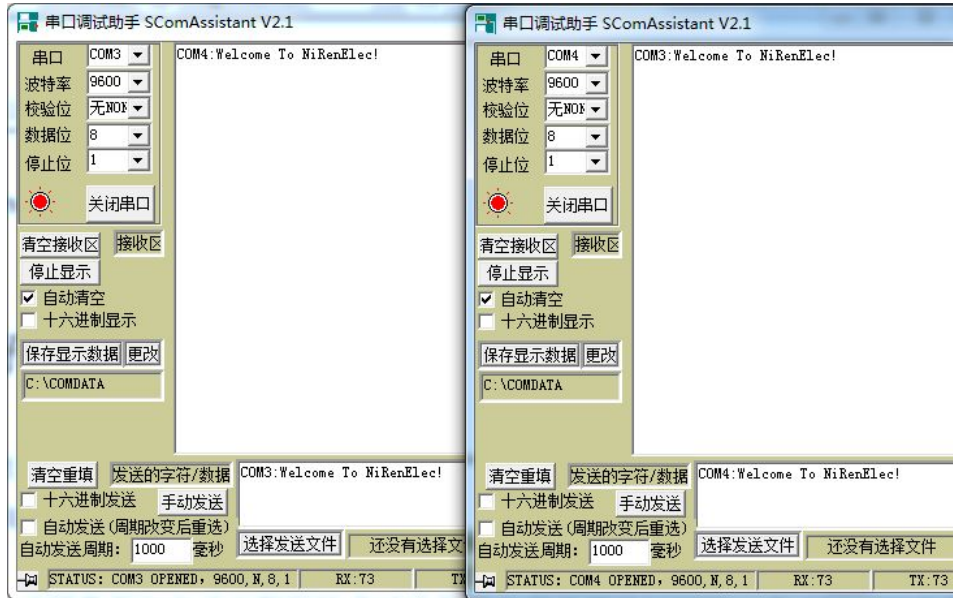 串口调试助手 SComAssistant V2.1
串口 COM3
波特率 9600
校验位 无NON
数据位 8
停止位 1
关闭串口
清空接收区 接收区
停止显示
自动清空
十六进制显示
保存显示数据 更改
C:\COMDATA
COM4:Welcome To NiRenElec!
清空重填 发送的字符/数据 COM3:Welcome To NiRenElec!
十六进制发送 手动发送
自动发送(周期改变后重选)
自动发送周期: 1000 毫秒 选择发送文件 还没有选择文
STATUS: COM3 OPENED, 9600,N,8,1 RX:73 TX
串口调试助手 SComAssistant V2.1
串口 COM4
波特率 9600
校验位 无NON
数据位 8
停止位 1
关闭串口
清空接收区 接收区
停止显示
自动清空
十六进制显示
保存显示数据 更改
C:\COMDATA
COM3:Welcome To NiRenElec!
清空重填 发送的字符/数据 COM4:Welcome To NiRenElec!
十六进制发送 手动发送
自动发送(周期改变后重选)
自动发送周期: 1000 毫秒 选择发送文件 还没有选择文件
STATUS: COM4 OPENED, 9600,N,8,1 RX:73 TX:73